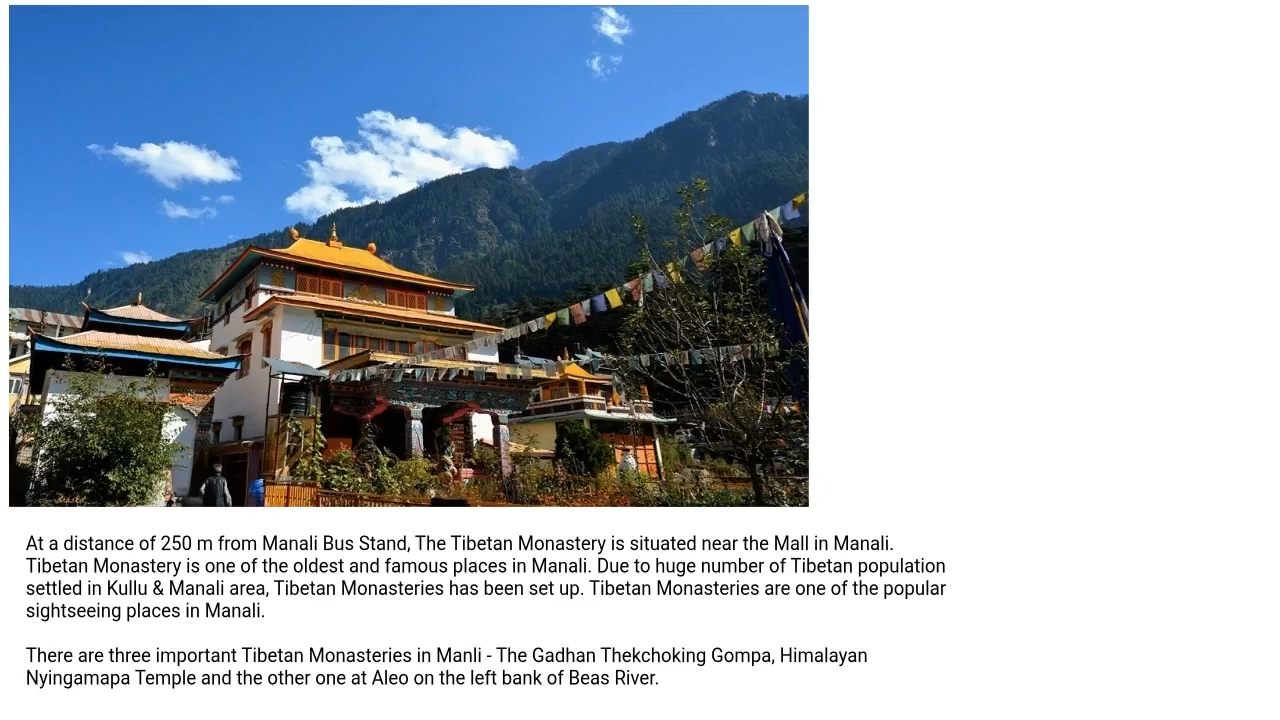 At a distance of 250 m from Manali Bus Stand, The Tibetan Monastery is situated near the Mall in Manali.
Tibetan Monastery is one of the oldest and famous places in Manali. Due to huge number of Tibetan population
settled in Kullu & Manali area, Tibetan Monasteries has been set up. Tibetan Monasteries are one of the popular
sightseeing places in Manali.
There are three important Tibetan Monasteries in Manli - The Gadhan Thekchoking Gompa, Himalayan
Nyingamapa Temple and the other one at Aleo on the left bank of Beas River.